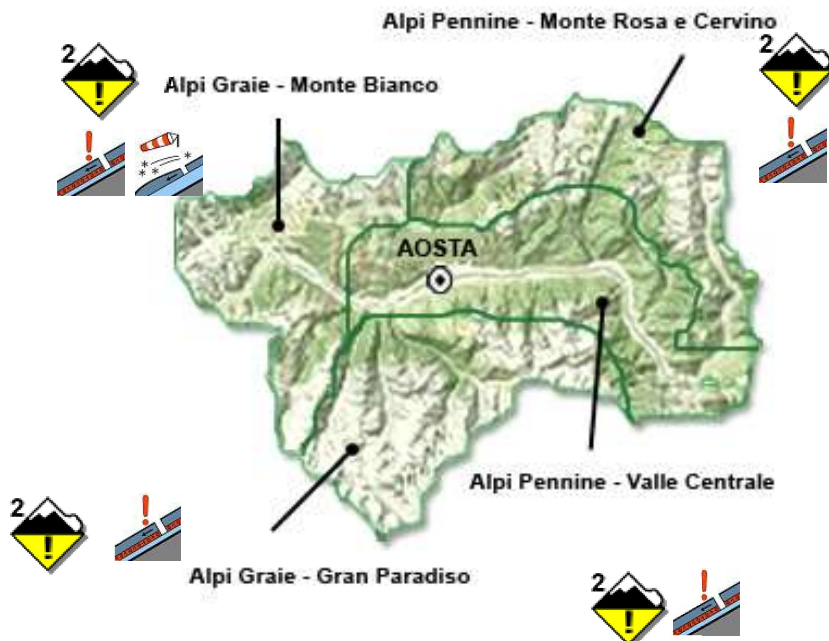 Alpi Pennine - Monte Rosa e Cervino
2
!
2
!
Alpi Graie - Monte Bianco
!
!
AOSTA
Alpi Pennine - Valle Centrale
2
!
!
Alpi Graie - Gran Paradiso
2
!
!